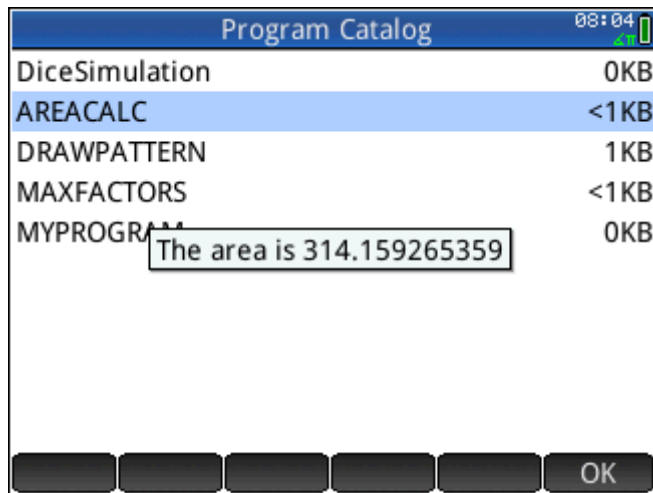 Program Catalog 08:04
∠π
DiceSimulation 0KB
AREACALC <1KB
DRAWPATTERN 1KB
MAXFACTORS <1KB
MYPROGRAM 0KB
The area is 314.159265359
OK